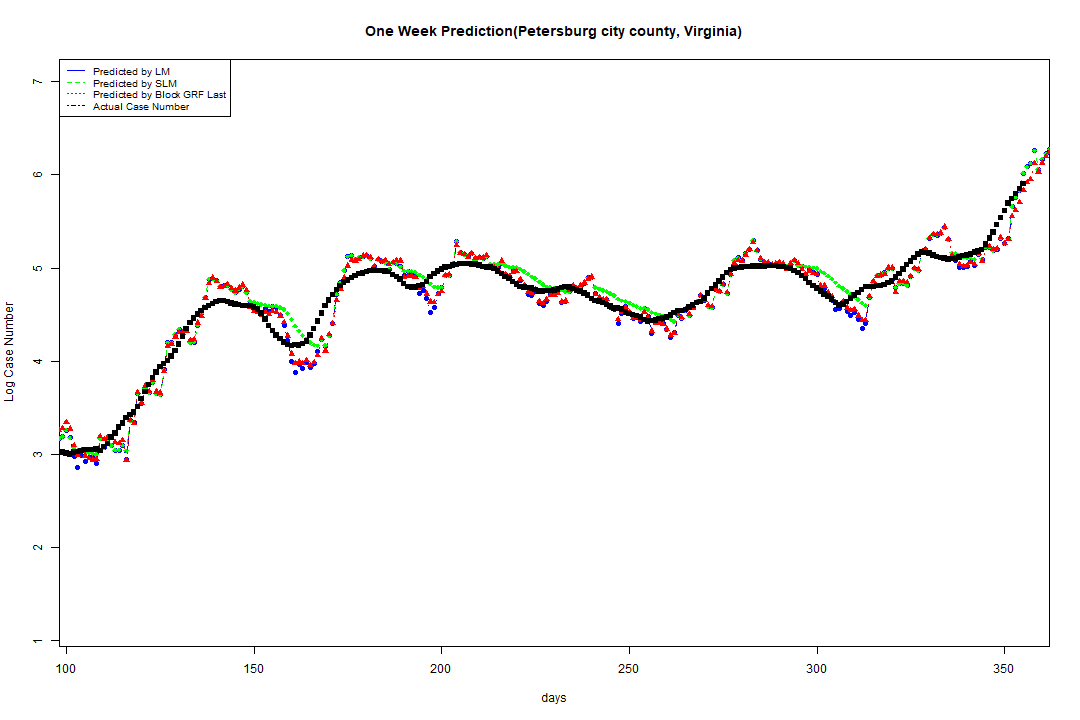 One Week Prediction(Petersburg city county, Virginia)
Predicted by LM
Predicted by SLM
Predicted by Block GRF Last
Actual Case Number
7
6
5
4
3
2
1
Log Case Number
100 150 200 250 300 350
days